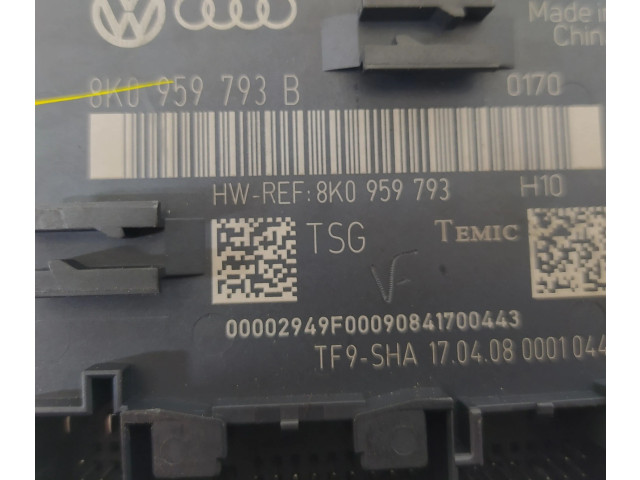 Made in
China
8K0 959 793 B 0170
HW-REF: 8K0 959 793 H10
TSG TEMIC
00002949F00090841700443
TF9-SHA 17.04.08 0001044